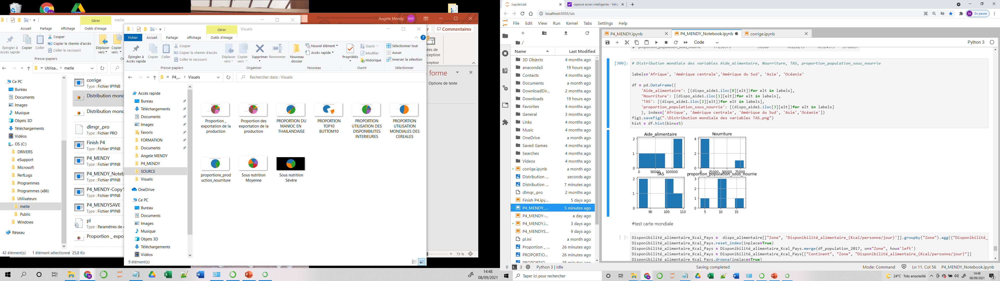 Gérer
melle
Accueil
Partage
Affichage
Outils d'image
Épingler à
Accès rapide
Copier
Coller
Couper
Copier le chemin d'accès
Coller le raccourci
Déplacer
vers
Copier
vers
Presse-papiers
Utilisa...
melle
Ce PC
Bureau
Documents
Images
Musique
Objets 3D
Téléchargements
Vidéos
OS (C:)
DRIVERS
eSupport
Microsoft
PerfLogs
Programmes
Programmes (x86)
Utilisateurs
melle
Public
Windows
Réseau
corrige
Type : Fichier IPYNB
Distribution mond
Distribution mond
dlmgr_.pro
Type : Fichier PRO
Finish P4
Type : Fichier IPYNB
P4_MENDY
Type : Fichier IPYNB
P4_MENDY_Noteb
Type : Fichier IPYNB
P4_MENDY-Copy1
Type : Fichier IPYNB
P4_MENDYSAVE
Type : Fichier IPYNB
pl
Type : Paramètres de c
Proportion _ expo
42 élément(s)
1 élément sélectionné 25,8 Ko
Angele Mendy
AM
Commentaires
forme
Options de texte
73 %
Gérer
Visuels
Fichier
Accueil
Partage
Affichage
Outils d'image
Épingler à
Accès rapide
Copier
Coller
Couper
Copier le chemin d'accès
Coller le raccourci
Déplacer
vers
Copier
vers
Supprimer
Renommer
Nouveau
dossier
Nouvel élément
Accès rapide
Propriétés
Ouvrir
Modifier
Historique
Sélectionner tout
Aucun
Inverser la sélection
Presse-papiers
Organiser
Nouveau
Ouvrir
Sélectionner
P4_...
Visuels
Rechercher dans : Visuels
Accès rapide
Bureau
Téléchargements
Documents
Images
Favoris
FORMATION
Documents
Angele MENDY
P4_MENDY
SOURCE
Visuels
OneDrive
Ce PC
Bureau
Documents
Images
Musique
Objets 3D
Téléchargements
Vidéos
Proportion _
exportation de la
production
Proportion des
exportation de la
production
PROPORTION DU
MANIOC EN
THAILANDAISE
PROPORTION
TOP10
BUTTOM10
PROPORTION
UTILISATION DES
DISPONIBILITES
INTERIEURES
PROPORTION
UTILISATION
MONDIALES DES
CEREALES
proportions_prod
uction_nourriture
Sous nutrition
Moyenne
Sous nutrition
Sévère
9 élément(s)
14:48
08/09/2021
JupyterLab
capture ecran intelligente - Yaho
localhost:8888/lab
M
En pause
File
Edit
View
Run
Kernel
Tabs
Settings
Help
/
Name
Last Modified
3D Objects 4 months ago
anaconda3 19 hours ago
Contacts 4 months ago
Documents a month ago
DownloadDir... 2 months ago
Downloads 19 hours ago
Favorites 4 months ago
General 3 months ago
Links 4 months ago
Music 4 months ago
OneDrive a month ago
Saved Games 4 months ago
Searches 4 months ago
Videos 4 months ago
corrige.ipynb a month ago
Distribution ... seconds ago
Distribution ... 7 minutes ago
dlmgr_.pro 2 months ago
Finish P4.ipy... 5 days ago
P4_MENDY_... 5 minutes ago
P4_MENDY-... a day ago
P4_MENDY.i... 3 days ago
P4_MENDYS... 9 days ago
pl.ini a month ago
Proportion _ ... 26 minutes ago
PROPORTIO... 26 minutes ago
P4_MENDY.ipynb
P4_MENDY_Notebook.ipynb
corrige.ipynb
Code
Python 3
[300]:
# Distribution mondiale des variables Aide_alimentaire, Nourriture, TAS, proportion_population_sous_nourrie
labels='Afrique', 'Amérique centrale','Amérique du Sud', 'Asie', 'Océanie'
df = pd.DataFrame({
'Aide_alimentaire': [(dispo_aide1.iloc[0][elt])for elt in labels],
'Nourriture': [(dispo_aide1.iloc[1][elt])for elt in labels],
'TAS': [(dispo_aide1.iloc[2][elt])for elt in labels],
'proportion_population_sous_nourrie': [(dispo_aide1.iloc[3][elt])for elt in labels]
}, index=['Afrique', 'Amérique centrale', 'Amérique du Sud', 'Asie','Océanie'])
fig1.savefig(".\Distribution mondiale des variables TAS.png")
hist = df.hist(bins=5)
Aide_alimentaire
2
1
0
0 50000 100000
Nourriture
4
2
0
0 25000 50000 75000
TAS
2
1
0
90 100 110
proportion_population_sous_nourrie
3
2
1
0
5 10 15
#test carte mondiale
[ ]:
Disponibilité_alimentaire_Kcal_Pays = dispo_alimentaire[["Zone", 'Disponibilité_alimentaire_(Kcal/personne/jour)']].groupby("Zone").agg({"Disponibilité_
Disponibilité_alimentaire_Kcal_Pays.reset_index(inplace=True)
Disponibilité_alimentaire_Kcal_Pays = Disponibilité_alimentaire_Kcal_Pays.merge(df_population_2017, on="Zone", how='left')
Disponibilité_alimentaire_Kcal_Pays = Disponibilité_alimentaire_Kcal_Pays[["Continent", "Zone", "Disponibilité_alimentaire_(Kcal/personne/jour)"]]
Disponibilité_alimentaire_Kcal_Pays.dropna(inplace=True)
0
3
Python 3 | Idle
Saving completed
Mode: Command
Ln 11, Col 56
P4_MENDY_Notebook.ipynb
Taper ici pour rechercher
24°C Très ensoleillé
14:48
08/09/2021